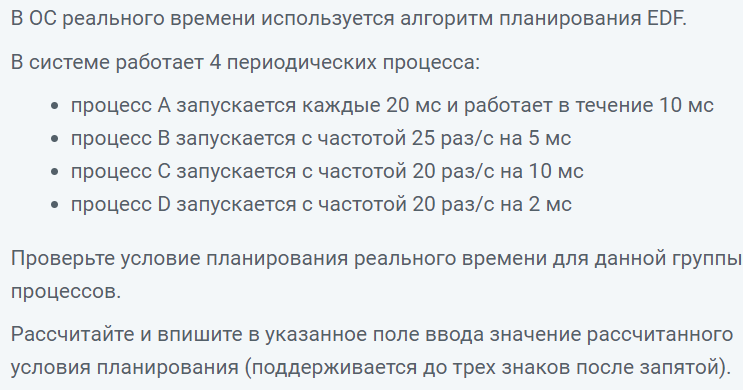 В ОС реального времени используется алгоритм планирования EDF.
В системе работает 4 периодических процесса:
• процесс A запускается каждые 20 мс и работает в течение 10 мс
• процесс B запускается с частотой 25 раз/с на 5 мс
• процесс C запускается с частотой 20 раз/с на 10 мс
• процесс D запускается с частотой 20 раз/с на 2 мс
Проверьте условие планирования реального времени для данной группы
процессов.
Рассчитайте и впишите в указанное поле ввода значение рассчитанного
условия планирования (поддерживается до трех знаков после запятой).